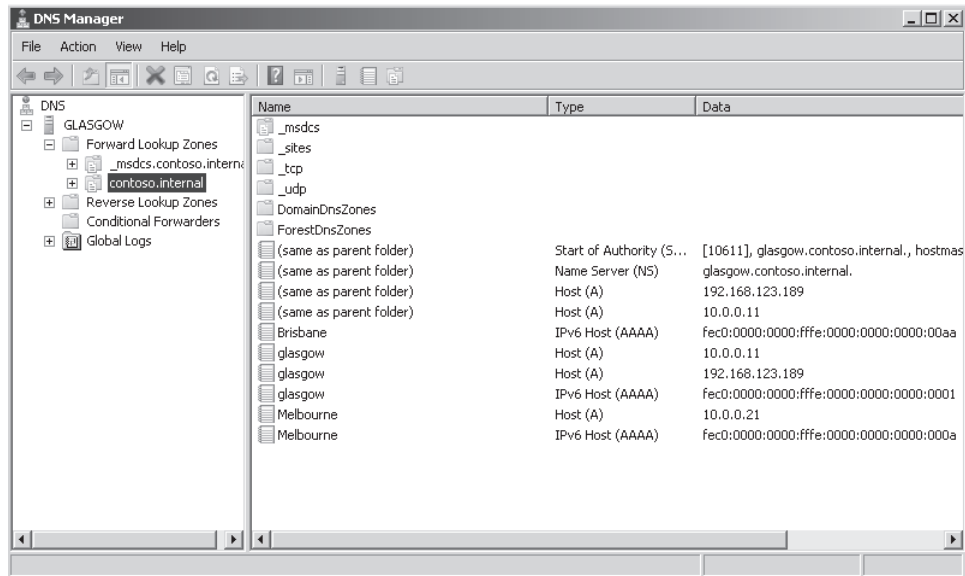 DNS Manager
File Action View Help
DNS
GLASGOW
Forward Lookup Zones
_msdcs.contoso.interna
contoso.internal
Reverse Lookup Zones
Conditional Forwarders
Global Logs
Name Type Data
_msdcs
_sites
_tcp
_udp
DomainDnsZones
ForestDnsZones
(same as parent folder) Start of Authority (S... [10611], glasgow.contoso.internal., hostmas
(same as parent folder) Name Server (NS) glasgow.contoso.internal.
(same as parent folder) Host (A) 192.168.123.189
(same as parent folder) Host (A) 10.0.0.11
Brisbane IPv6 Host (AAAA) fec0:0000:0000:fffe:0000:0000:0000:00aa
glasgow Host (A) 10.0.0.11
glasgow Host (A) 192.168.123.189
glasgow IPv6 Host (AAAA) fec0:0000:0000:fffe:0000:0000:0000:0001
Melbourne Host (A) 10.0.0.21
Melbourne IPv6 Host (AAAA) fec0:0000:0000:fffe:0000:0000:0000:000a